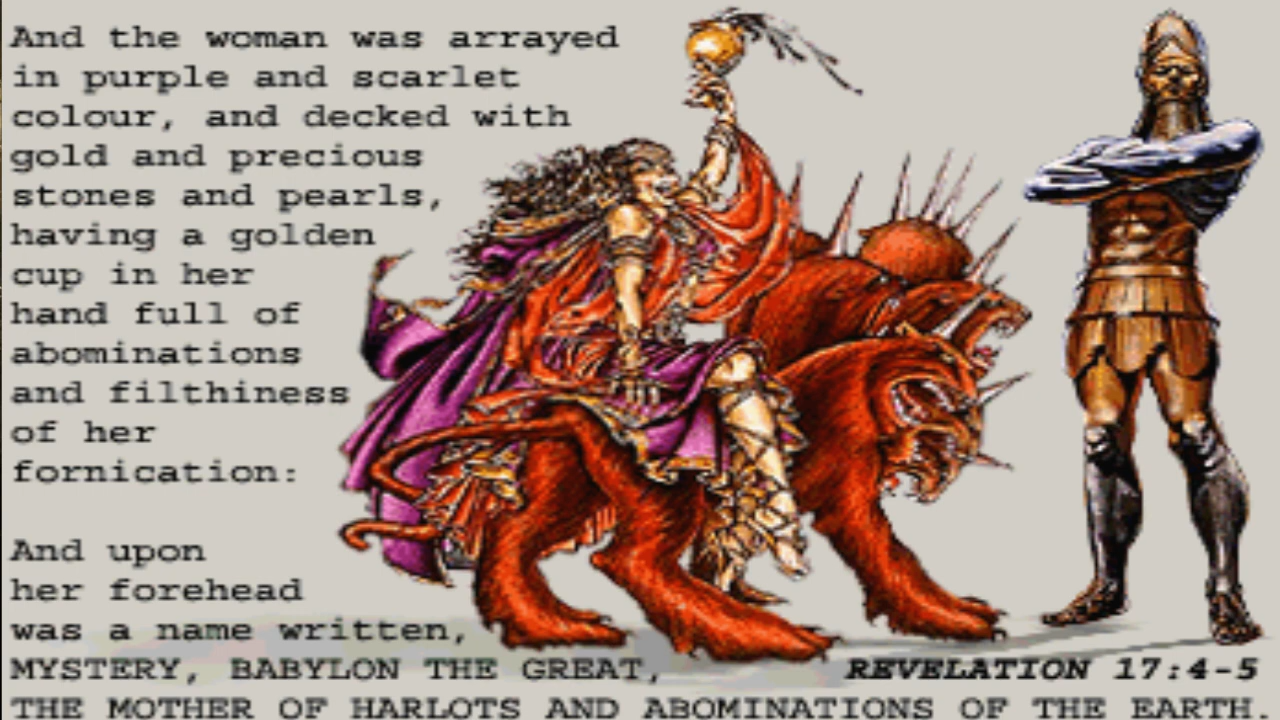 And the woman was arrayed
in purple and scarlet
colour, and decked with
gold and precious
stones and pearls,
having a golden
cup in her
hand full of
abominations
and filthiness
of her
fornication:
And upon
her forehead
was a name written,
MYSTERY, BABYLON THE GREAT,
REVELATION 17:4-5
THE MOTHER OF HARLOTS AND ABOMINATIONS OF THE EARTH.